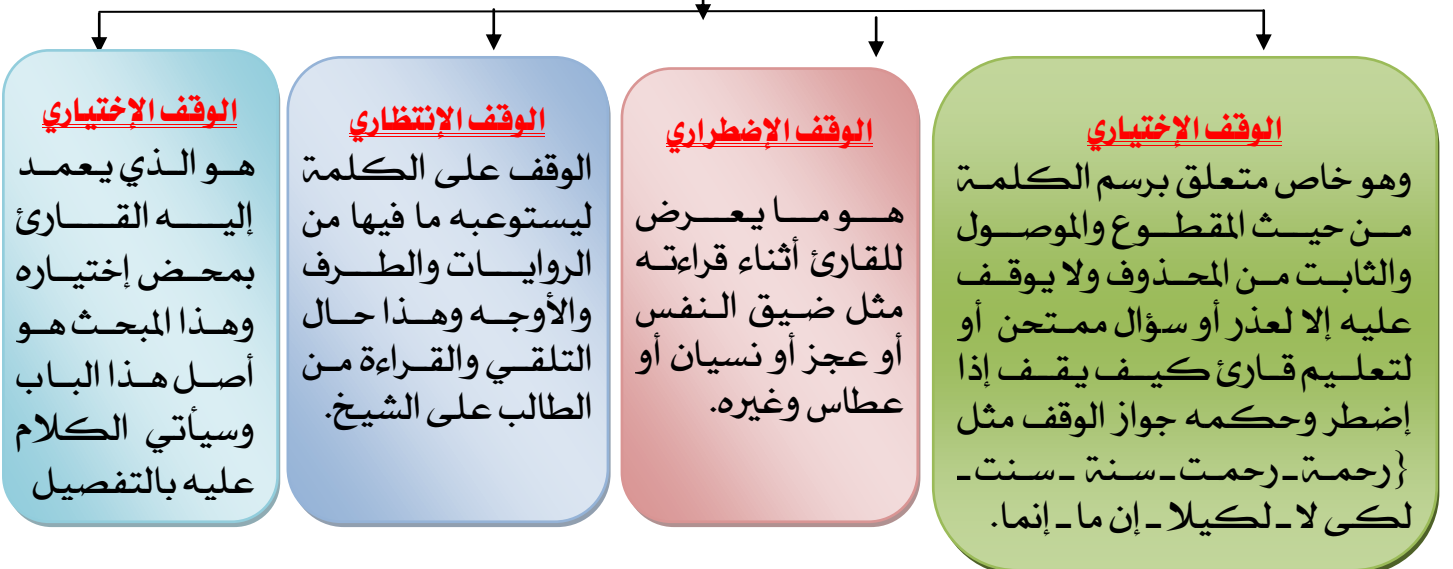 الوقف الإختياري
وهو خاص متعلق برسم الكلمة
من حيث المقطوع والموصول
والثابت من المحذوف ولا يوقف
عليه إلا لعذر أو سؤال ممتحن أو
لتعليم قارئ كيف يقف إذا
إضطر وحكمه جواز الوقف مثل
{رحمة ـ رحمت ـ سنة ـ سنت ـ
لكى لا ـ لكيلا ـ إن ما ـ إنما.
الوقف الإضطراري
هو ما يعرض
للقارئ أثناء قراءته
مثل ضيق النفس
أو عجز أو نسيان أو
عطاس وغيره.
الوقف الإنتظاري
الوقف على الكلمة
ليستوعبه ما فيها من
الروايات والطرف
والأوجه وهذا حال
التلقي والقراءة من
الطالب على الشيخ.
الوقف الإختياري
هو الذي يعمد
إليه القارئ
بمحض إختياره
وهذا المبحث هو
أصل هذا الباب
وسيأتي الكلام
عليه بالتفصيل